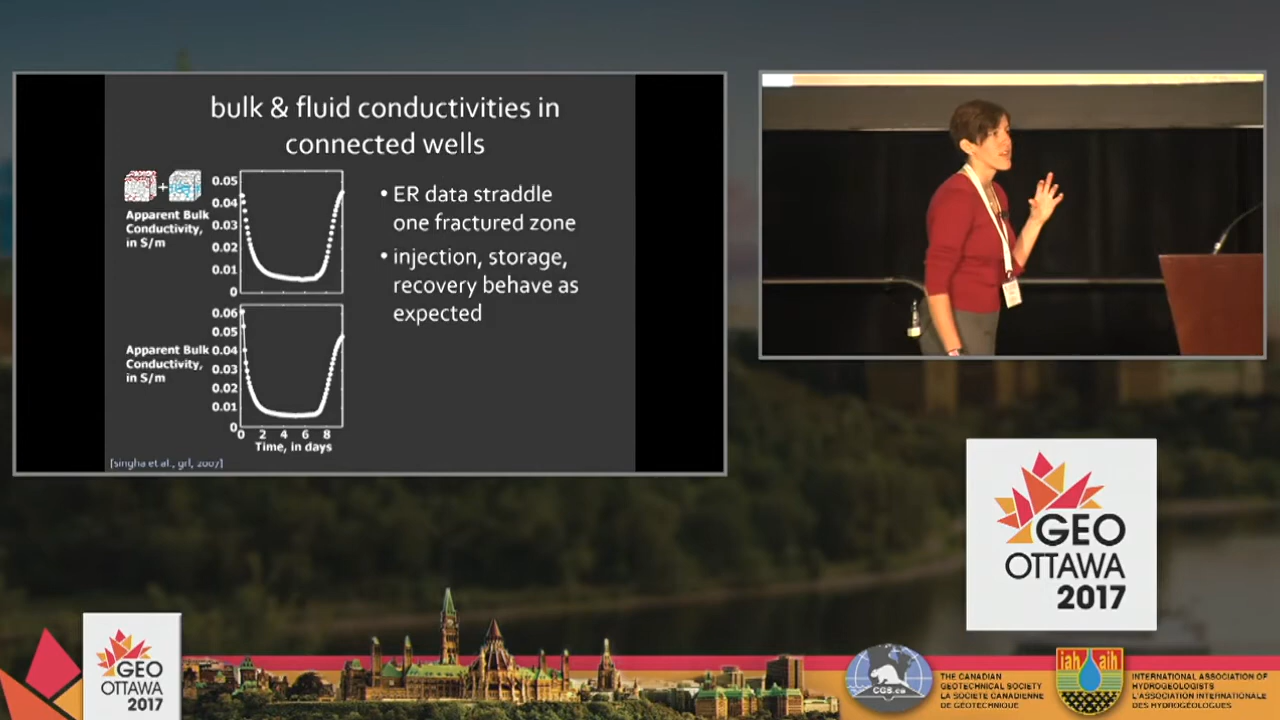 bulk & fluid conductivities in
connected wells
+
Apparent Bulk
Conductivity,
in S/m
0.05
0.04
0.03
0.02
0.01
0
• ER data straddle
one fractured zone
• injection, storage,
recovery behave as
expected
Apparent Bulk
Conductivity,
in S/m
0.06
0.05
0.04
0.03
0.02
0.01
0
0 2 4 6 8
Time, in days
[singha et al., grl, 2007]
GEO
OTTAWA
2017
GEO
OTTAWA
2017
CGS.ca
THE CANADIAN
GEOTECHNICAL SOCIETY
LA SOCIÉTÉ CANADIENNE
DE GÉOTECHNIQUE
iah aih
INTERNATIONAL ASSOCIATION OF
HYDROGEOLOGISTS
L'ASSOCIATION INTERNATIONALE
DES HYDROGÉOLOGUES